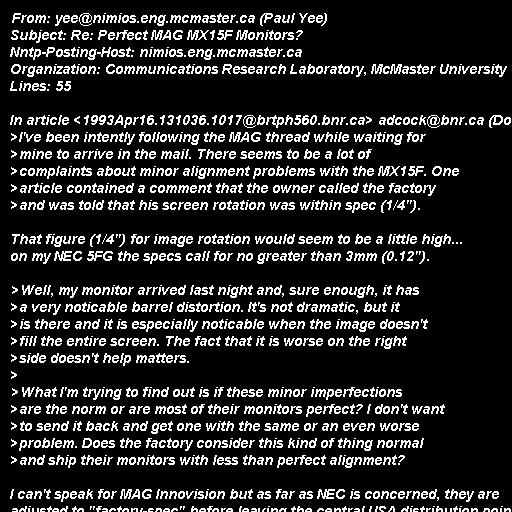 From: yee@nimios.eng.mcmaster.ca (Paul Yee)
Subject: Re: Perfect MAG MX15F Monitors?
Nntp-Posting-Host: nimios.eng.mcmaster.ca
Organization: Communications Research Laboratory, McMaster University
Lines: 55

In article <1993Apr16.131036.1017@brtph560.bnr.ca> adcock@bnr.ca (Do
>I've been intently following the MAG thread while waiting for
>mine to arrive in the mail. There seems to be a lot of
>complaints about minor alignment problems with the MX15F. One
>article contained a comment that the owner called the factory
>and was told that his screen rotation was within spec (1/4").

That figure (1/4") for image rotation would seem to be a little high...
on my NEC 5FG the specs call for no greater than 3mm (0.12").

>Well, my monitor arrived last night and, sure enough, it has
>a very noticable barrel distortion. It's not dramatic, but it
>is there and it is especially noticable when the image doesn't
>fill the entire screen. The fact that it is worse on the right
>side doesn't help matters.
>
>What I'm trying to find out is if these minor imperfections
>are the norm or are most of their monitors perfect? I don't want
>to send it back and get one with the same or an even worse
>problem. Does the factory consider this kind of thing normal
>and ship their monitors with less than perfect alignment?

I can't speak for MAG Innovision but as far as NEC is concerned, they are
adjusted to "factory-spec" before leaving the central USA distribution poin